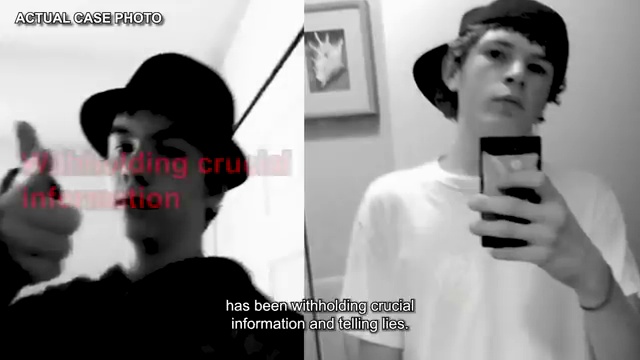 ACTUAL CASE PHOTO
Withholding crucial
information
has been withholding crucial
information and telling lies.